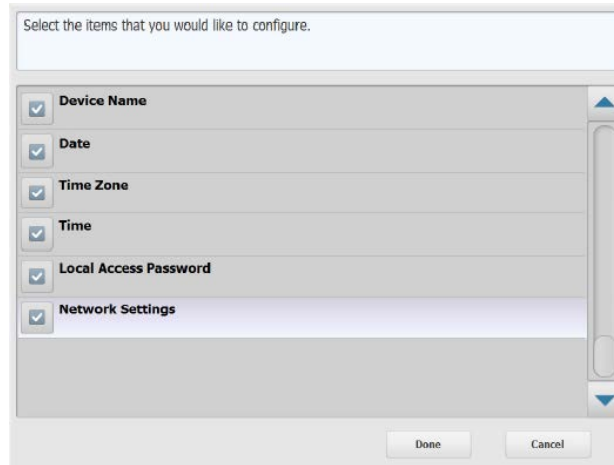 Select the items that you would like to configure.
Device Name
Date
Time Zone
Time
Local Access Password
Network Settings
Done
Cancel